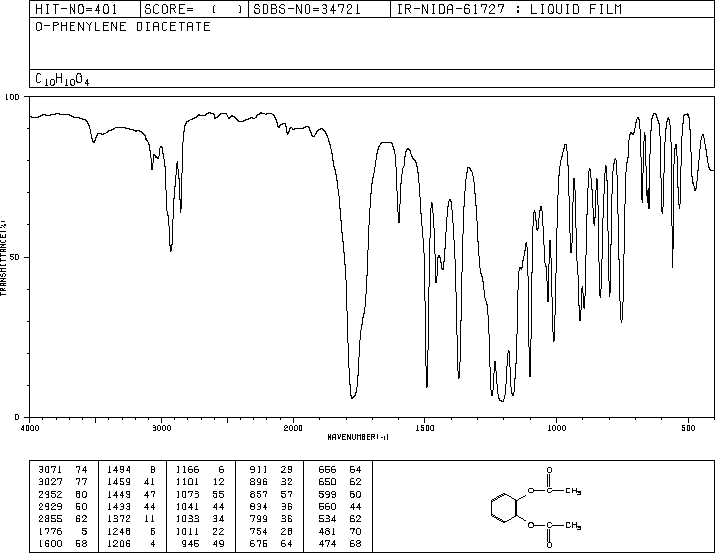 HIT-NO=401 SCORE= ( ) SDBS-NO=34721 IR-NIDA-61727 : LIQUID FILM
O-PHENYLENE DIACETATE
C10H10O4
100
50
0
TRANSMITTANCE(%)
4000 3000 2000 1500 1000 500
WAVENUMBER(-1)
3071 74 1494 8 1166 6 911 29 666 64
3027 77 1459 41 1101 12 896 32 650 62
2952 60 1449 47 1073 55 857 57 599 60
2929 50 1433 44 1041 44 834 36 560 44
2855 62 1372 11 1033 34 799 36 534 62
1776 5 1248 6 1011 22 754 28 481 70
1600 58 1206 4 945 49 676 64 474 68
O
O—C—CH3
O—C—CH3
O